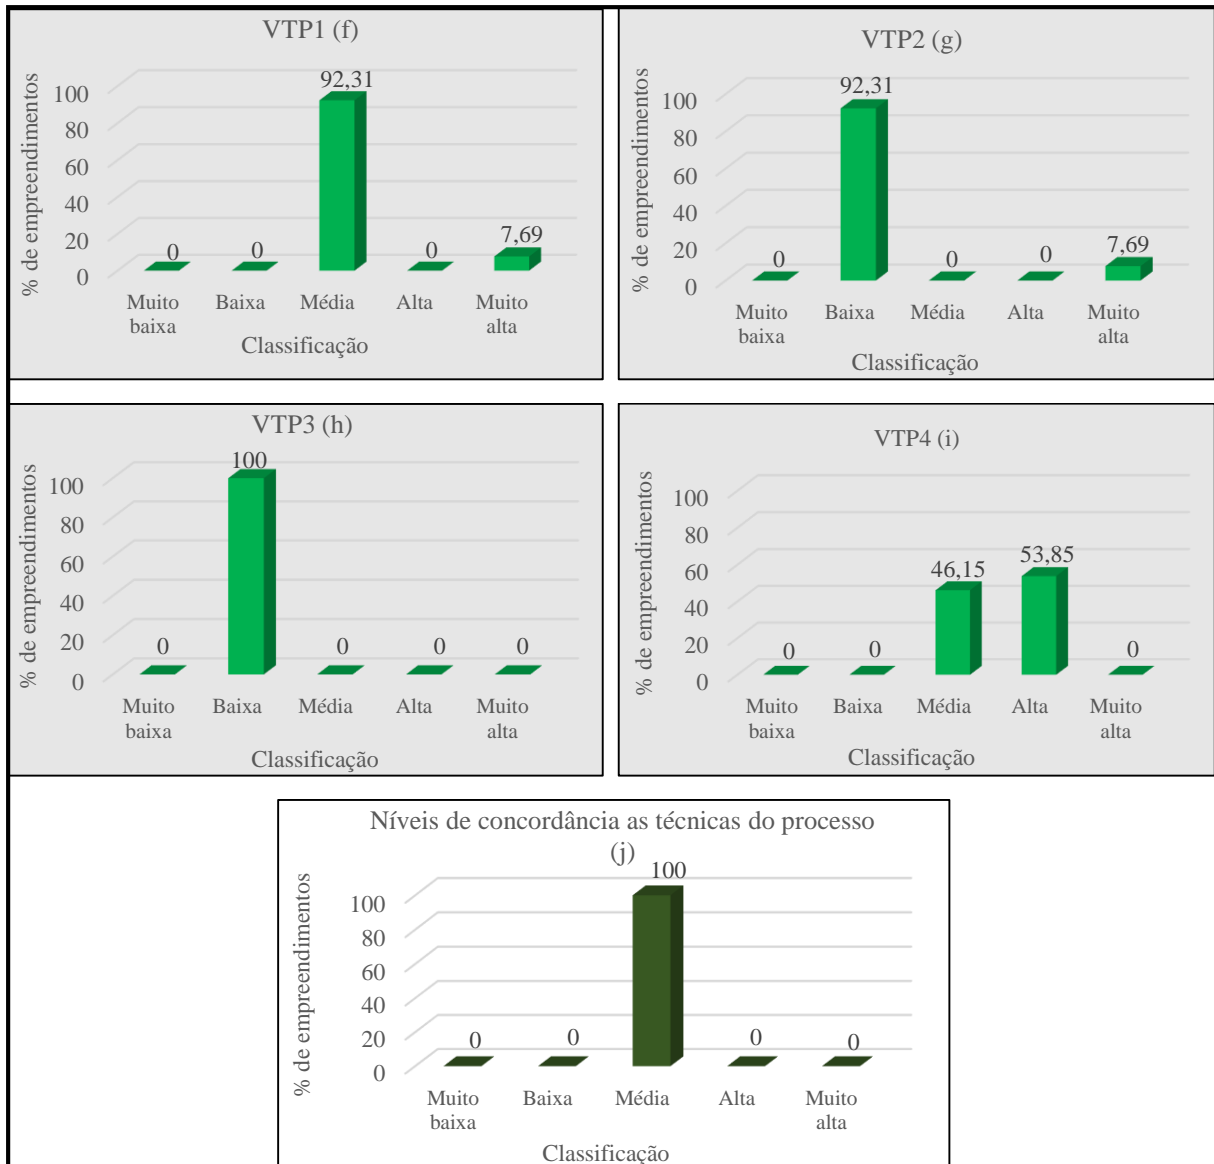 VTP1 (f)
% de empreendimentos
100
80
60
40
20
0
0
0
92,31
0
7,69
Muito baixa
Baixa
Média
Alta
Muito alta
Classificação
VTP2 (g)
% de empreendimentos
100
80
60
40
20
0
0
92,31
0
0
7,69
Muito baixa
Baixa
Média
Alta
Muito alta
Classificação
VTP3 (h)
% de empreendimentos
100
80
60
40
20
0
0
100
0
0
0
Muito baixa
Baixa
Média
Alta
Muito alta
Classificação
VTP4 (i)
% de empreendimentos
100
80
60
40
20
0
0
0
46,15
53,85
0
Muito baixa
Baixa
Média
Alta
Muito alta
Classificação
Níveis de concordância as técnicas do processo
(j)
% de empreendimentos
100
80
60
40
20
0
0
0
100
0
0
Muito baixa
Baixa
Média
Alta
Muito alta
Classificação